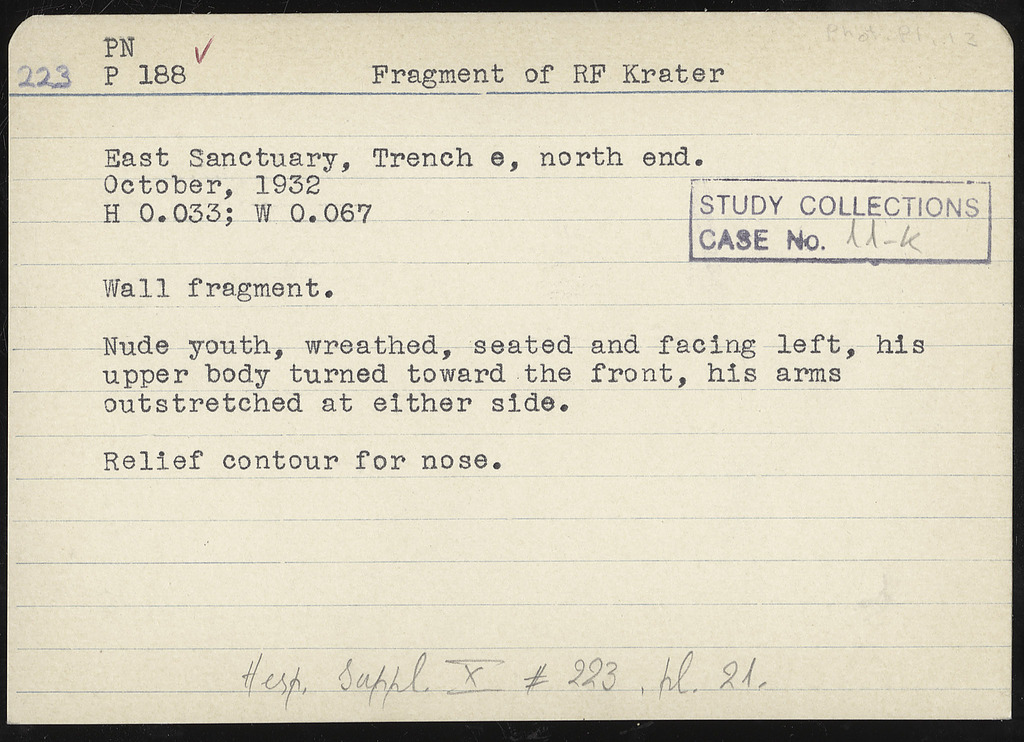 PN
223 P 188 Fragment of RF Krater
East Sanctuary, Trench e, north end.
October, 1932
H 0.033; W 0.067
STUDY COLLECTIONS
CASE No. 11-K
Wall fragment.
Nude youth, wreathed, seated and facing left, his
upper body turned toward the front, his arms
outstretched at either side.
Relief contour for nose.
Hesp. Suppl. X # 223, pl. 21.